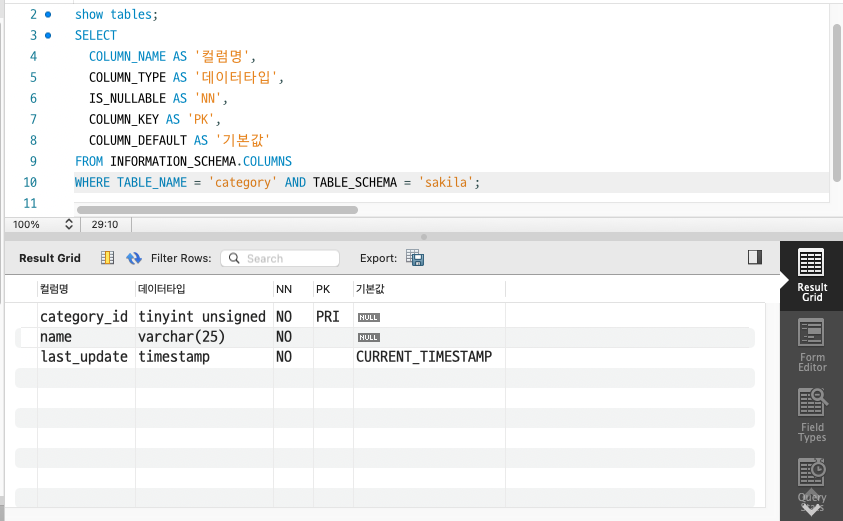 2 show tables;
3 SELECT
4 COLUMN_NAME AS '컬럼명',
5 COLUMN_TYPE AS '데이터타입',
6 IS_NULLABLE AS 'NN',
7 COLUMN_KEY AS 'PK',
8 COLUMN_DEFAULT AS '기본값'
9 FROM INFORMATION_SCHEMA.COLUMNS
10 WHERE TABLE_NAME = 'category' AND TABLE_SCHEMA = 'sakila';
11
100% 29:10
Result Grid Filter Rows: Search Export:
컬럼명 데이터타입 NN PK 기본값
category_id tinyint unsigned NO PRI NULL
name varchar(25) NO NULL
last_update timestamp NO CURRENT_TIMESTAMP
Result
Grid
Form
Editor
Field
Types
Query
Stats